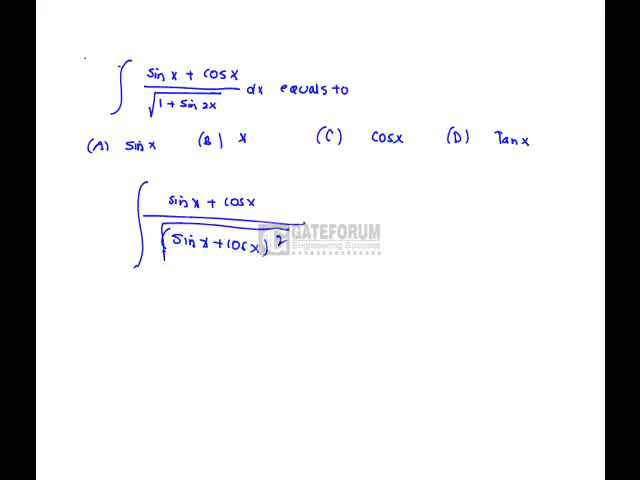 ∫ (sin x + cos x) / √(1 + sin 2x) dx equals to
(A) sin x (B) x (C) cos x (D) Tan x
∫ (sin x + cos x) / √((sin x + cos x)²)
GATEFORUM
Engineering Success